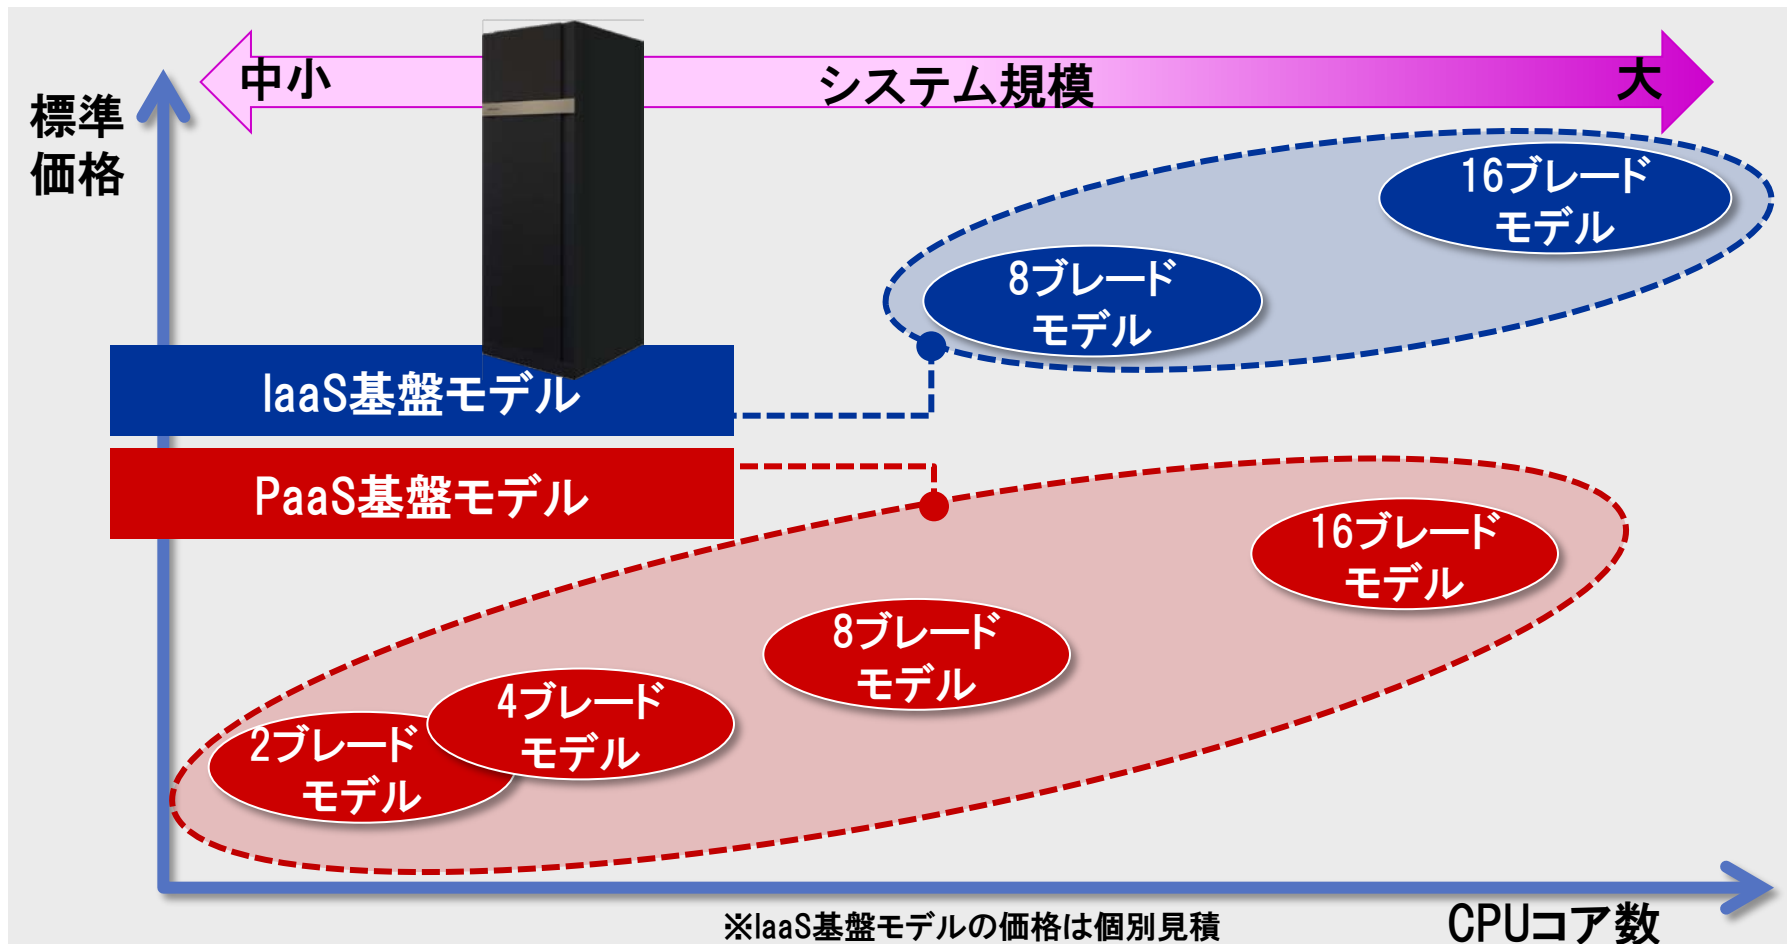 中小
システム規模
大
標準
価格
16ブレード
モデル
8ブレード
モデル
IaaS基盤モデル
PaaS基盤モデル
16ブレード
モデル
8ブレード
モデル
4ブレード
モデル
2ブレード
モデル
※IaaS基盤モデルの価格は個別見積
CPUコア数